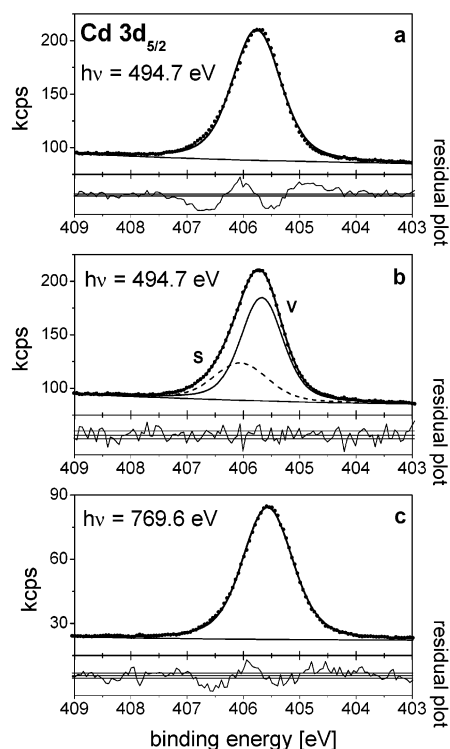 Cd 3d5/2
a
hν = 494.7 eV
kcps
200
150
100
residual plot
409 408 407 406 405 404 403
hν = 494.7 eV
b
V
S
kcps
200
150
100
residual plot
409 408 407 406 405 404 403
hν = 769.6 eV
c
kcps
90
60
30
residual plot
409 408 407 406 405 404 403
binding energy [eV]